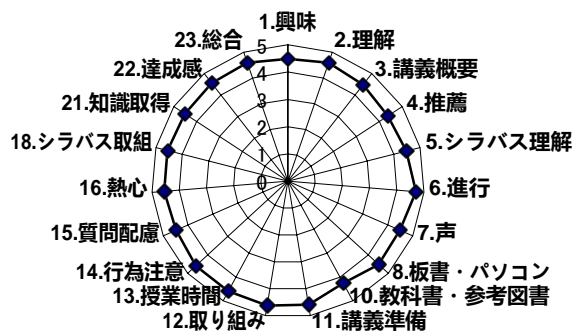 1.興味
2.理解
3.講義概要
4.推薦
5.シラバス理解
6.進行
7.声
8.板書・パソコン
10.教科書・参考図書
11.講義準備
12.取り組み
13.授業時間
14.行為注意
15.質問配慮
16.熱心
18.シラバス取組
21.知識取得
22.達成感
23.総合
5
4
3
2
1
0